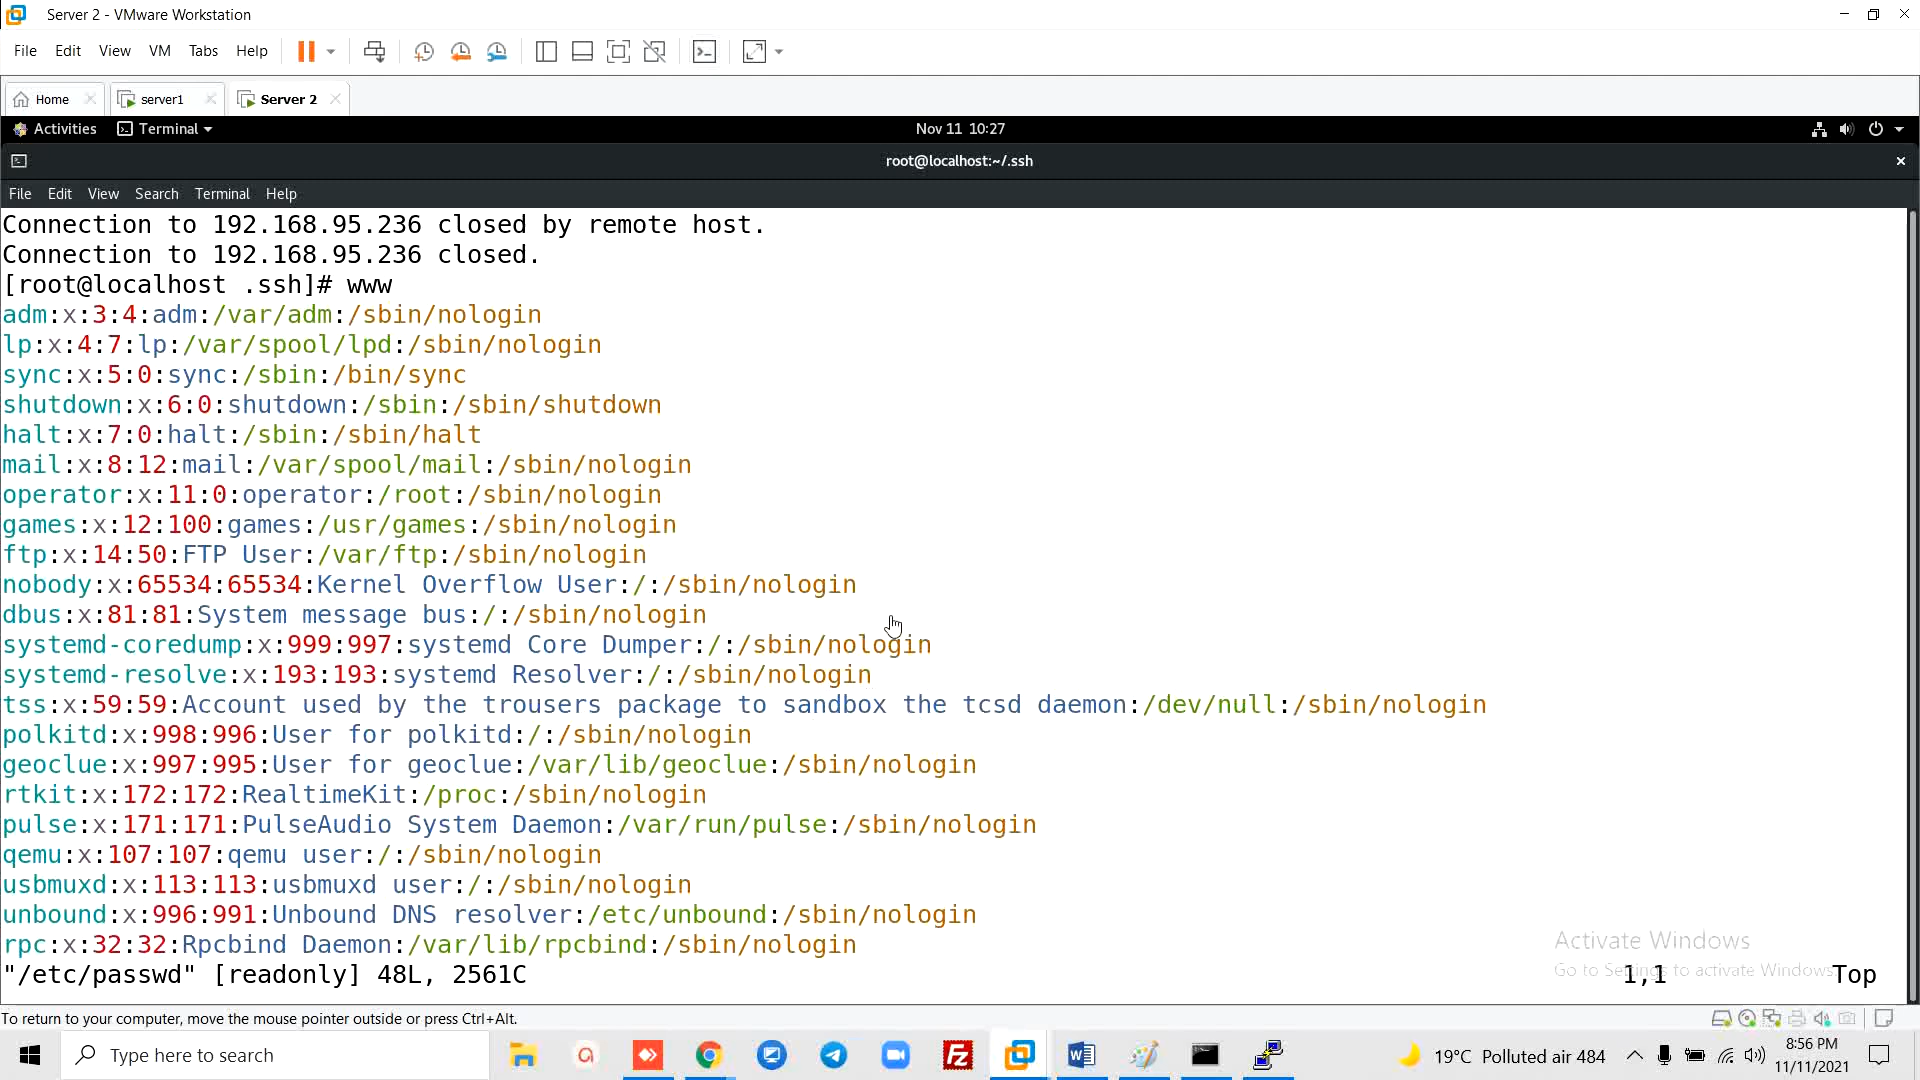 Server 2 - VMware Workstation
File Edit View VM Tabs Help
Home server1 Server 2
Activities Terminal Nov 11 10:27
root@localhost:~/.ssh
File Edit View Search Terminal Help
Connection to 192.168.95.236 closed by remote host.
Connection to 192.168.95.236 closed.
[root@localhost .ssh]# www
adm:x:3:4:adm:/var/adm:/sbin/nologin
lp:x:4:7:lp:/var/spool/lpd:/sbin/nologin
sync:x:5:0:sync:/sbin:/bin/sync
shutdown:x:6:0:shutdown:/sbin:/sbin/shutdown
halt:x:7:0:halt:/sbin:/sbin/halt
mail:x:8:12:mail:/var/spool/mail:/sbin/nologin
operator:x:11:0:operator:/root:/sbin/nologin
games:x:12:100:games:/usr/games:/sbin/nologin
ftp:x:14:50:FTP User:/var/ftp:/sbin/nologin
nobody:x:65534:65534:Kernel Overflow User:/:/sbin/nologin
dbus:x:81:81:System message bus:/:/sbin/nologin
systemd-coredump:x:999:997:systemd Core Dumper:/:/sbin/nologin
systemd-resolve:x:193:193:systemd Resolver:/:/sbin/nologin
tss:x:59:59:Account used by the trousers package to sandbox the tcsd daemon:/dev/null:/sbin/nologin
polkitd:x:998:996:User for polkitd:/:/sbin/nologin
geoclue:x:997:995:User for geoclue:/var/lib/geoclue:/sbin/nologin
rtkit:x:172:172:RealtimeKit:/proc:/sbin/nologin
pulse:x:171:171:PulseAudio System Daemon:/var/run/pulse:/sbin/nologin
qemu:x:107:107:qemu user:/:/sbin/nologin
usbmuxd:x:113:113:usbmuxd user:/:/sbin/nologin
unbound:x:996:991:Unbound DNS resolver:/etc/unbound:/sbin/nologin
rpc:x:32:32:Rpcbind Daemon:/var/lib/rpcbind:/sbin/nologin
Activate Windows
Go to Settings to activate Windows.
"/etc/passwd" [readonly] 48L, 2561C 1,1 Top
To return to your computer, move the mouse pointer outside or press Ctrl+Alt.
Type here to search 19°C Polluted air 484 8:56 PM
11/11/2021